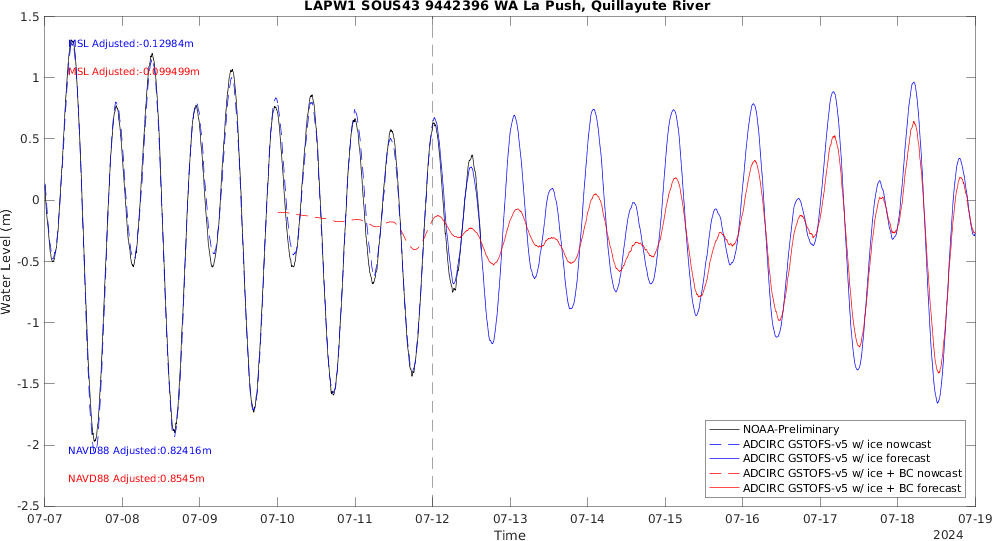 LAPW1 SOUS43 9442396 WA La Push, Quillayute River
1.5
1
0.5
0
-0.5
-1
-1.5
-2
-2.5
Water Level (m)
MSL Adjusted:-0.12984m
MSL Adjusted:-0.099499m
NAVD88 Adjusted:0.82416m
NAVD88 Adjusted:0.8545m
NOAA-Preliminary
ADCIRC GSTOFS-v5 w/ ice nowcast
ADCIRC GSTOFS-v5 w/ ice forecast
ADCIRC GSTOFS-v5 w/ ice + BC nowcast
ADCIRC GSTOFS-v5 w/ ice + BC forecast
07-07 07-08 07-09 07-10 07-11 07-12 07-13 07-14 07-15 07-16 07-17 07-18 07-19
Time
2024